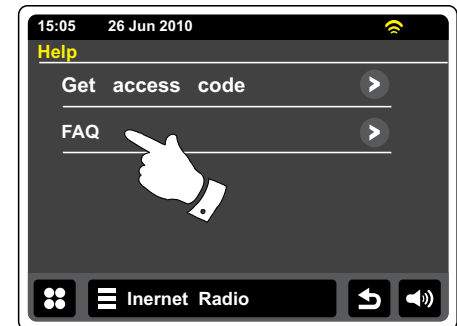 15:05 26 Jun 2010
Help
Get access code
FAQ
Inernet Radio